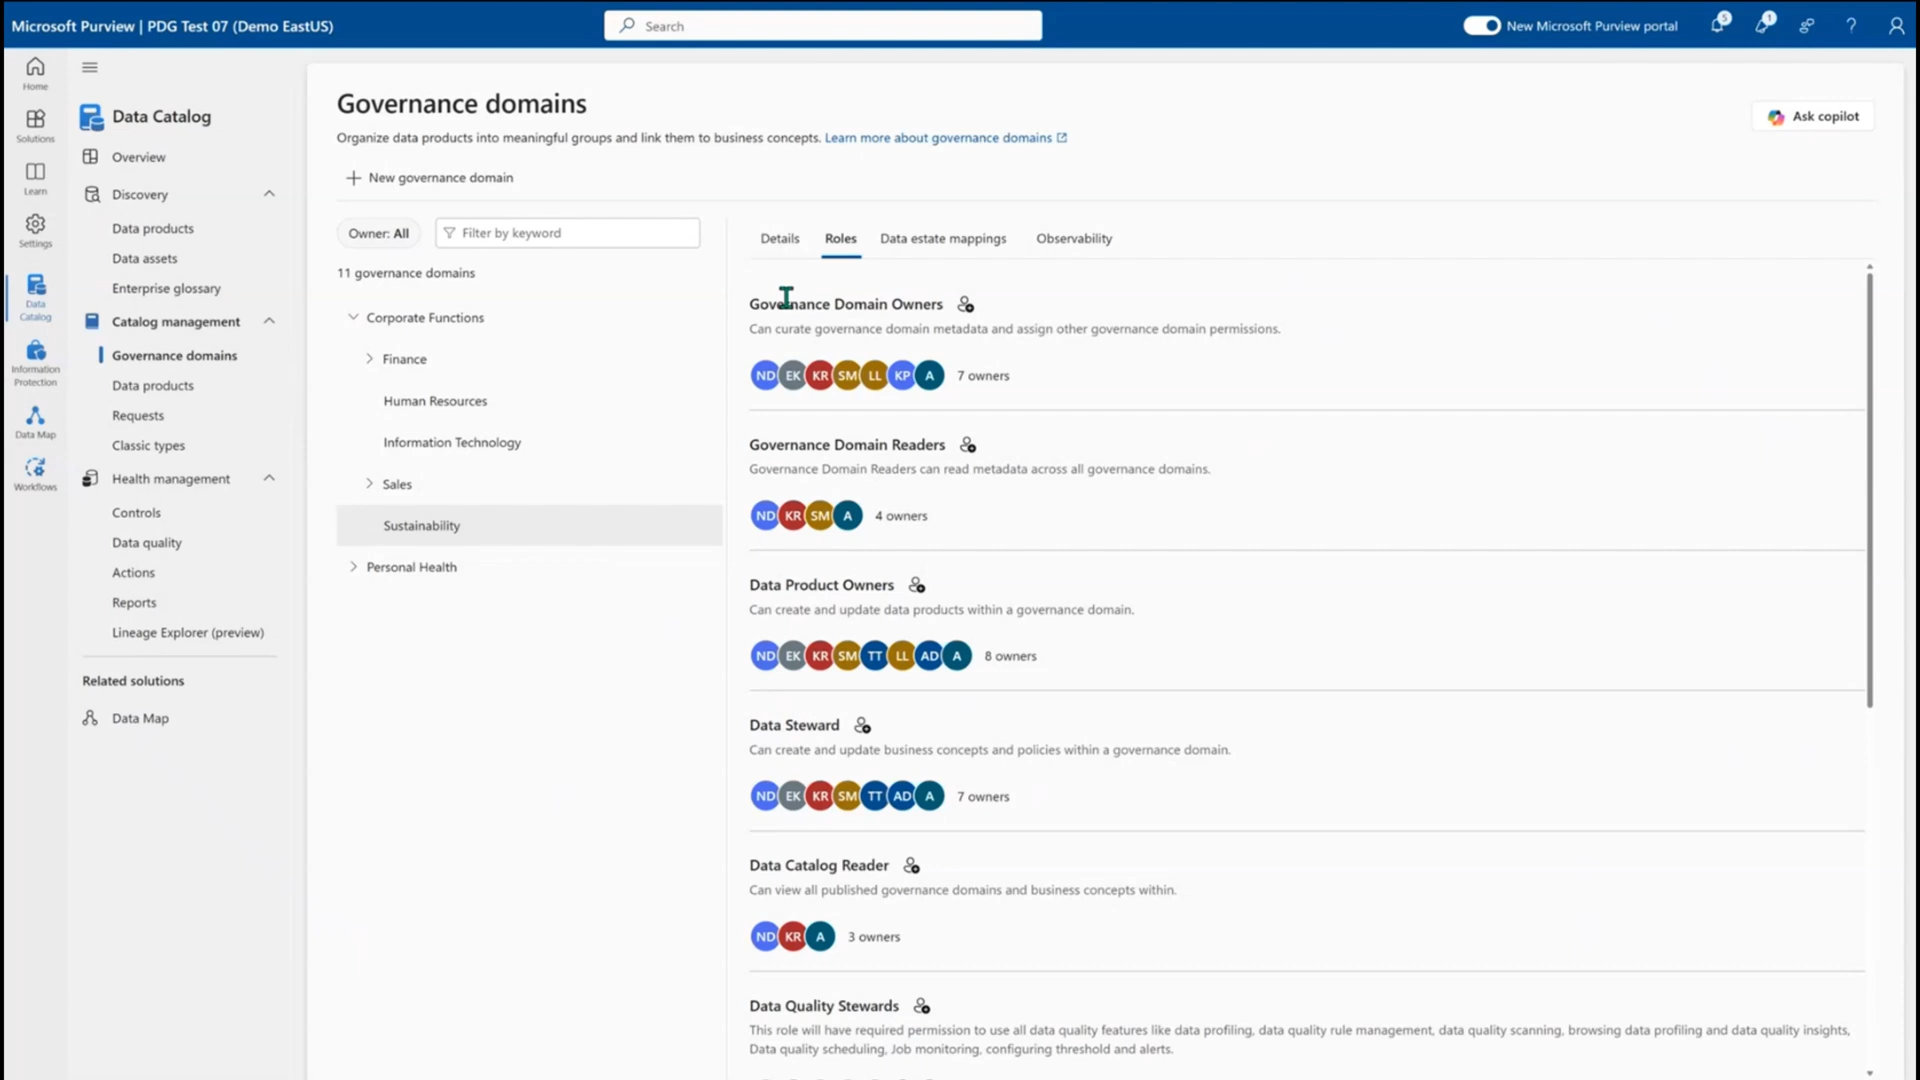 Microsoft Purview | PDG Test 07 (Demo EastUS)
Search
New Microsoft Purview portal
5
1
Home
Solutions
Learn
Settings
Data Catalog
Information Protection
Data Map
Workflows
Data Catalog
Overview
Discovery
Data products
Data assets
Enterprise glossary
Catalog management
Governance domains
Data products
Requests
Classic types
Health management
Controls
Data quality
Actions
Reports
Lineage Explorer (preview)
Related solutions
Data Map
Governance domains
Organize data products into meaningful groups and link them to business concepts. Learn more about governance domains
Ask copilot
New governance domain
Owner: All
Filter by keyword
11 governance domains
Corporate Functions
Finance
Human Resources
Information Technology
Sales
Sustainability
Personal Health
Details Roles Data estate mappings Observability
Governance Domain Owners
Can curate governance domain metadata and assign other governance domain permissions.
ND EK KR SM LL KP A 7 owners
Governance Domain Readers
Governance Domain Readers can read metadata across all governance domains.
ND KR SM A 4 owners
Data Product Owners
Can create and update data products within a governance domain.
ND EK KR SM TT LL AD A 8 owners
Data Steward
Can create and update business concepts and policies within a governance domain.
ND EK KR SM TT AD A 7 owners
Data Catalog Reader
Can view all published governance domains and business concepts within.
ND KR A 3 owners
Data Quality Stewards
This role will have required permission to use all data quality features like data profiling, data quality rule management, data quality scanning, browsing data profiling and data quality insights,
Data quality scheduling, Job monitoring, configuring threshold and alerts.